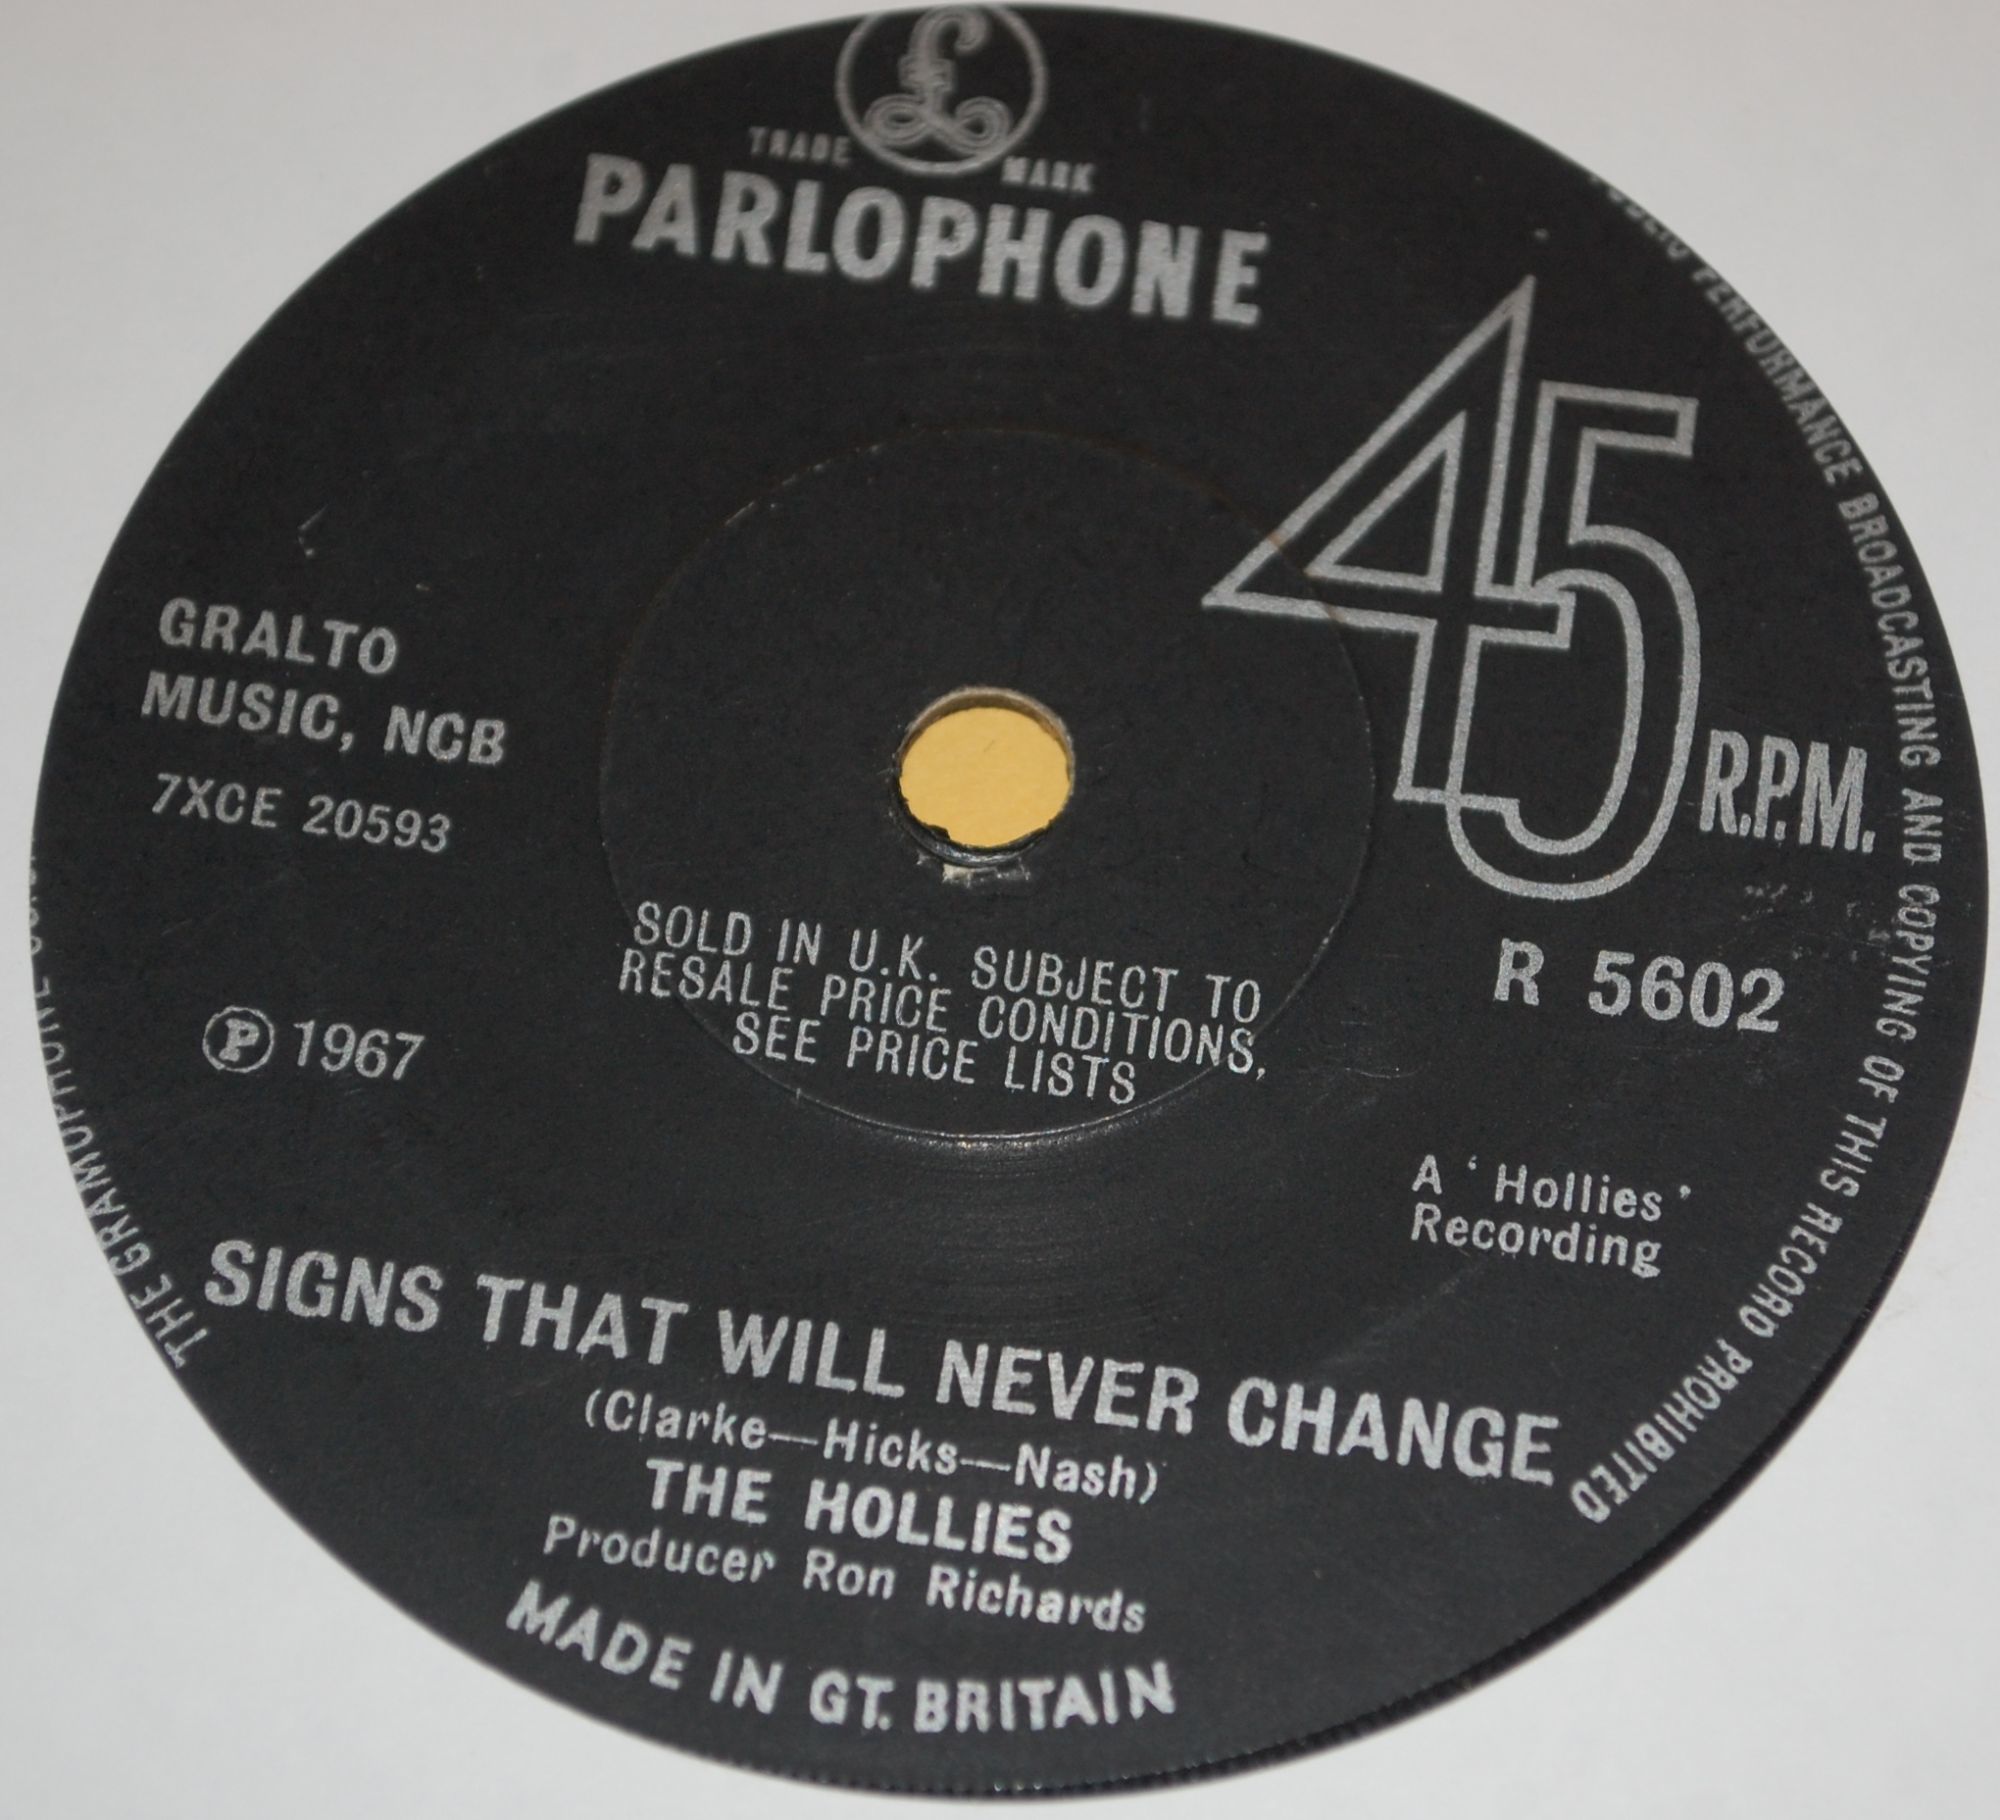 £
TRADE MARK
PARLOPHONE
45 R.P.M.
GRALTO
MUSIC, NCB
7XCE 20593
Ⓟ 1967
SOLD IN U.K. SUBJECT TO
RESALE PRICE CONDITIONS,
SEE PRICE LISTS
R 5602
A ‘Hollies’
Recording
SIGNS THAT WILL NEVER CHANGE
(Clarke—Hicks—Nash)
THE HOLLIES
Producer Ron Richards
MADE IN GT. BRITAIN
THE GRAMOPHONE
PERFORMANCE BROADCASTING AND COPYING OF THIS RECORD PROHIBITED